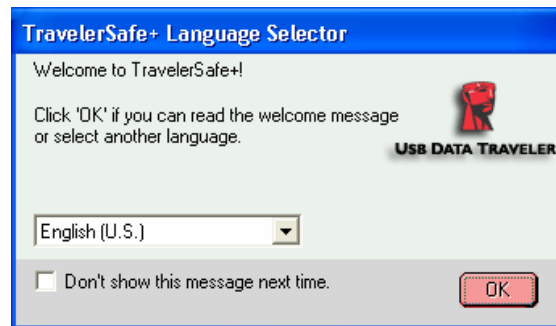 TravelerSafe+ Language Selector
Welcome to TravelerSafe+!
Click 'OK' if you can read the welcome message
or select another language.
USB DATA TRAVELER
English (U.S.)
Don't show this message next time.
OK